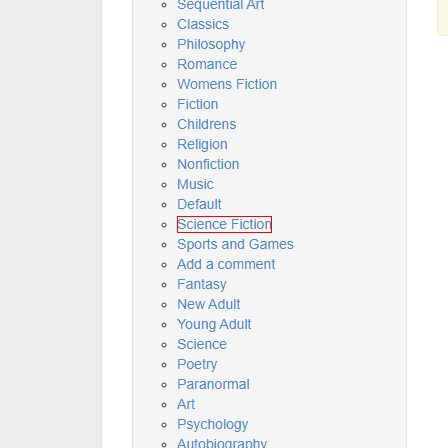 Sequential Art
Classics
Philosophy
Romance
Womens Fiction
Fiction
Childrens
Religion
Nonfiction
Music
Default
Science Fiction
Sports and Games
Add a comment
Fantasy
New Adult
Young Adult
Science
Poetry
Paranormal
Art
Psychology
Autobiography